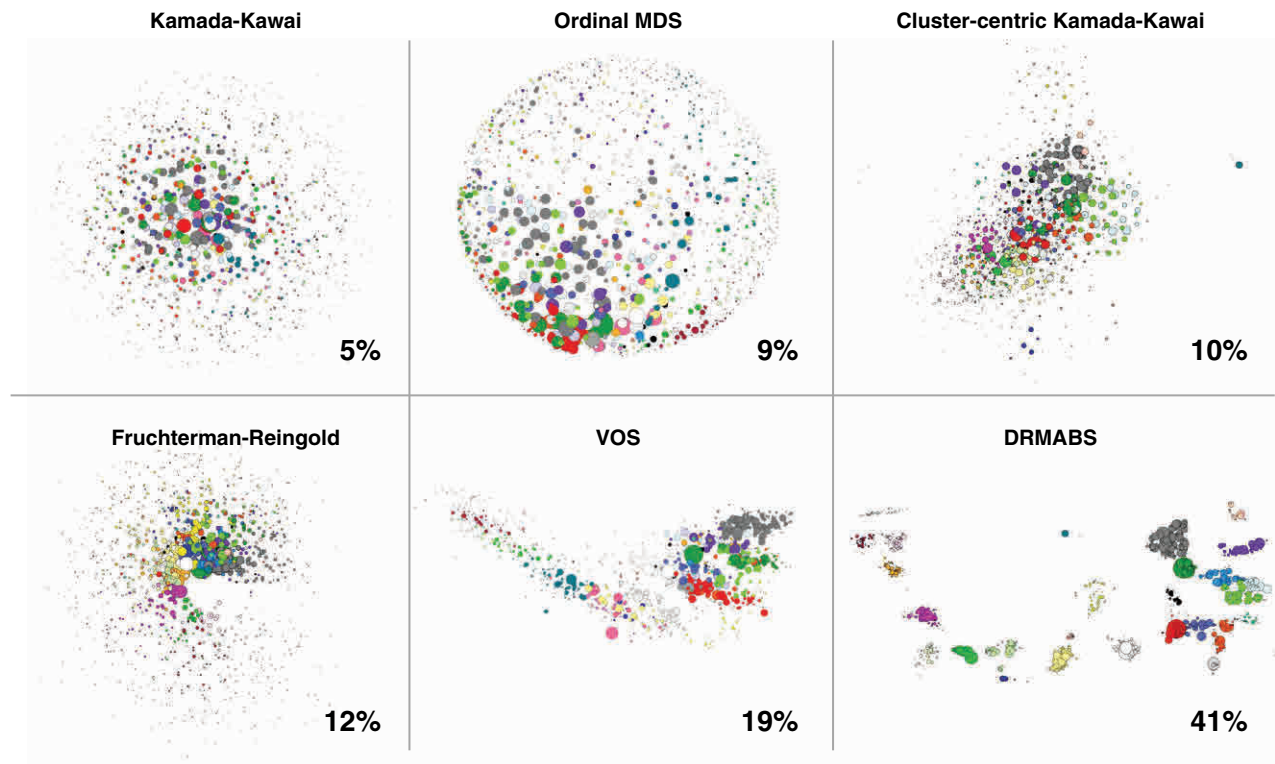 Kamada-Kawai
Ordinal MDS
Cluster-centric Kamada-Kawai
5%
9%
10%
Fruchterman-Reingold
VOS
DRMABS
12%
19%
41%